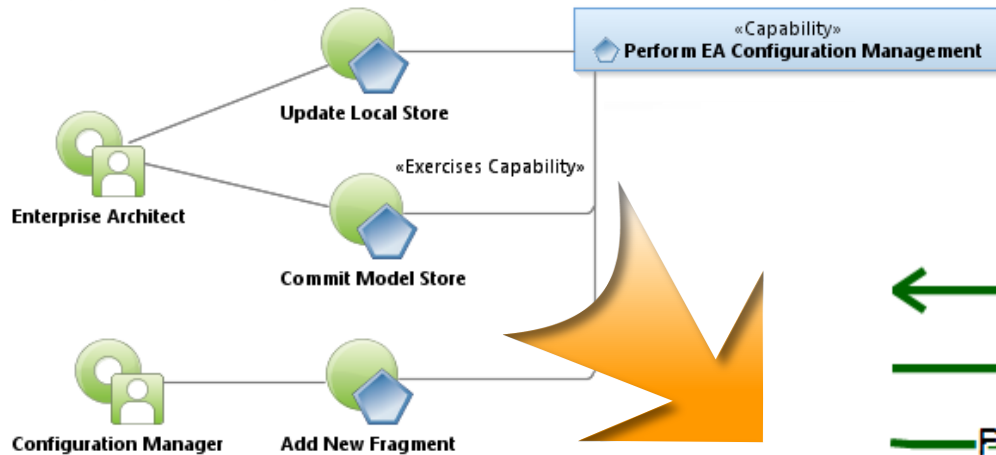 «Capability»
Perform EA Configuration Management
Update Local Store
«Exercises Capability»
Enterprise Architect
Commit Model Store
Configuration Manager
Add New Fragment